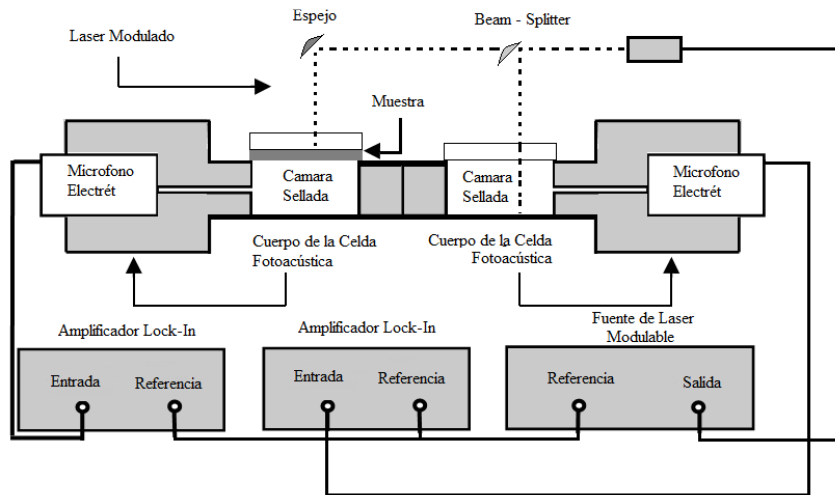 Espejo
Beam - Splitter
Laser Modulado
Muestra
Microfono
Electrét
Camara
Sellada
Camara
Sellada
Microfono
Electrét
Cuerpo de la Celda
Fotoacústica
Cuerpo de la Celda
Fotoacústica
Amplificador Lock-In
Amplificador Lock-In
Fuente de Laser
Modulable
Entrada
Referencia
Entrada
Referencia
Referencia
Salida